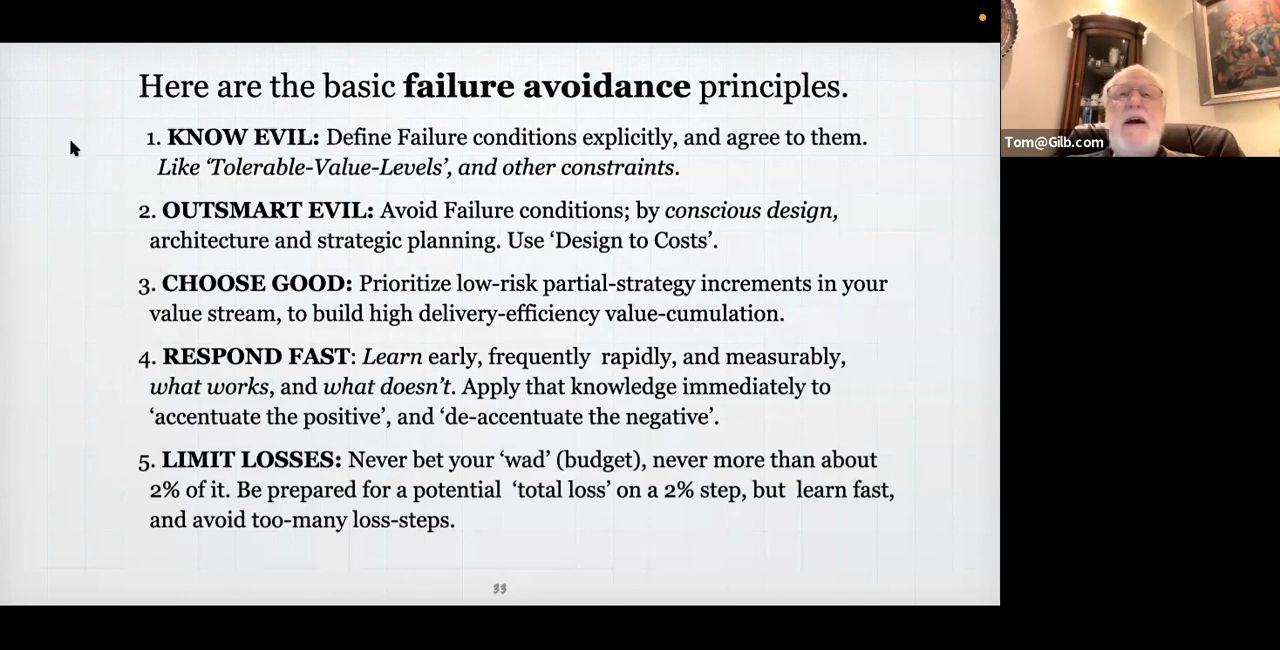 Here are the basic failure avoidance principles.
1. KNOW EVIL: Define Failure conditions explicitly, and agree to them.
Like ‘Tolerable-Value-Levels’, and other constraints.
2. OUTSMART EVIL: Avoid Failure conditions; by conscious design,
architecture and strategic planning. Use ‘Design to Costs’.
3. CHOOSE GOOD: Prioritize low-risk partial-strategy increments in your
value stream, to build high delivery-efficiency value-cumulation.
4. RESPOND FAST: Learn early, frequently rapidly, and measurably,
what works, and what doesn’t. Apply that knowledge immediately to
‘accentuate the positive’, and ‘de-accentuate the negative’.
5. LIMIT LOSSES: Never bet your ‘wad’ (budget), never more than about
2% of it. Be prepared for a potential ‘total loss’ on a 2% step, but learn fast,
and avoid too-many loss-steps.
33
Tom@Gilb.com